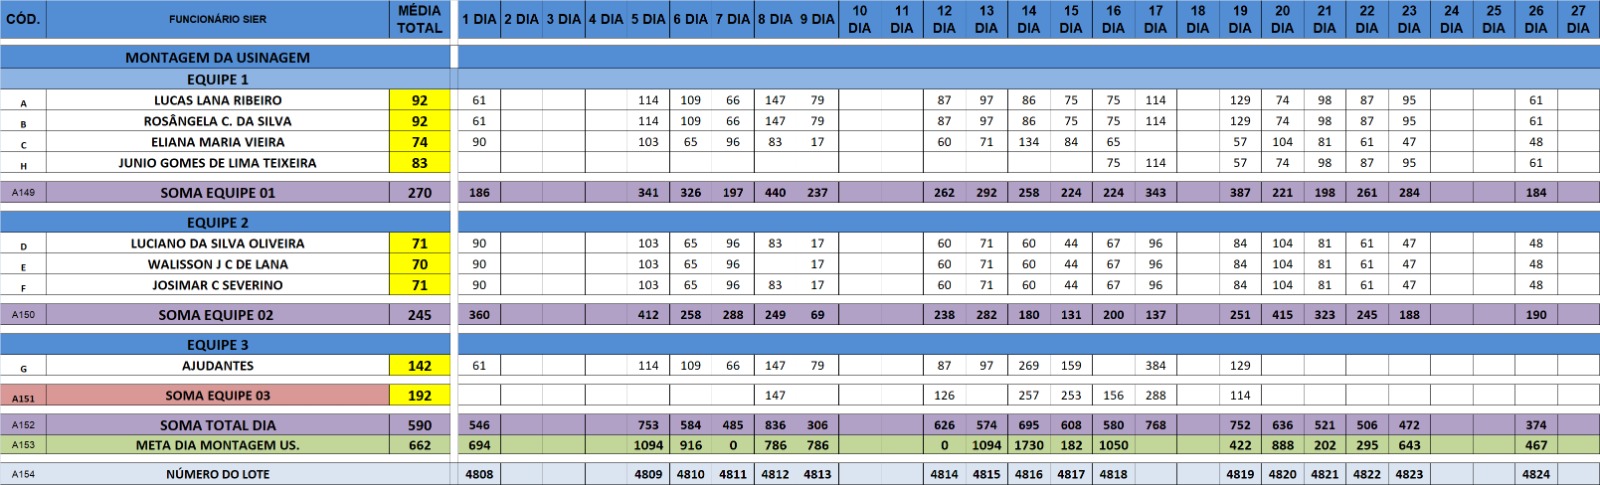 CÓD. FUNCIONÁRIO SIER MÉDIA TOTAL 1 DIA 2 DIA 3 DIA 4 DIA 5 DIA 6 DIA 7 DIA 8 DIA 9 DIA 10 DIA 11 DIA 12 DIA 13 DIA 14 DIA 15 DIA 16 DIA 17 DIA 18 DIA 19 DIA 20 DIA 21 DIA 22 DIA 23 DIA 24 DIA 25 DIA 26 DIA 27 DIA
MONTAGEM DA USINAGEM
EQUIPE 1
A LUCAS LANA RIBEIRO 92 61 114 109 66 147 79 87 97 86 75 75 114 129 74 98 87 95 61
B ROSÂNGELA C. DA SILVA 92 61 114 109 66 147 79 87 97 86 75 75 114 129 74 98 87 95 61
C ELIANA MARIA VIEIRA 74 90 103 65 96 83 17 60 71 134 84 65 57 104 81 61 47 48
H JUNIO GOMES DE LIMA TEIXEIRA 83 75 114 57 74 98 87 95 61
A149 SOMA EQUIPE 01 270 186 341 326 197 440 237 262 292 258 224 224 343 387 221 198 261 284 184
EQUIPE 2
D LUCIANO DA SILVA OLIVEIRA 71 90 103 65 96 83 17 60 71 60 44 67 96 84 104 81 61 47 48
E WALISSON J C DE LANA 70 90 103 65 96 17 60 71 60 44 67 96 84 104 81 61 47 48
F JOSIMAR C SEVERINO 71 90 103 65 96 83 17 60 71 60 44 67 96 84 104 81 61 47 48
A150 SOMA EQUIPE 02 245 360 412 258 288 249 69 238 282 180 131 200 137 251 415 323 245 188 190
EQUIPE 3
G AJUDANTES 142 61 114 109 66 147 79 87 97 269 159 384 129
A151 SOMA EQUIPE 03 192 147 126 257 253 156 288 114
A152 SOMA TOTAL DIA 590 546 753 584 485 836 306 626 574 695 608 580 768 752 636 521 506 472 374
A153 META DIA MONTAGEM US. 662 694 1094 916 0 786 786 0 1094 1730 182 1050 422 888 202 295 643 467
A154 NÚMERO DO LOTE 4808 4809 4810 4811 4812 4813 4814 4815 4816 4817 4818 4819 4820 4821 4822 4823 4824